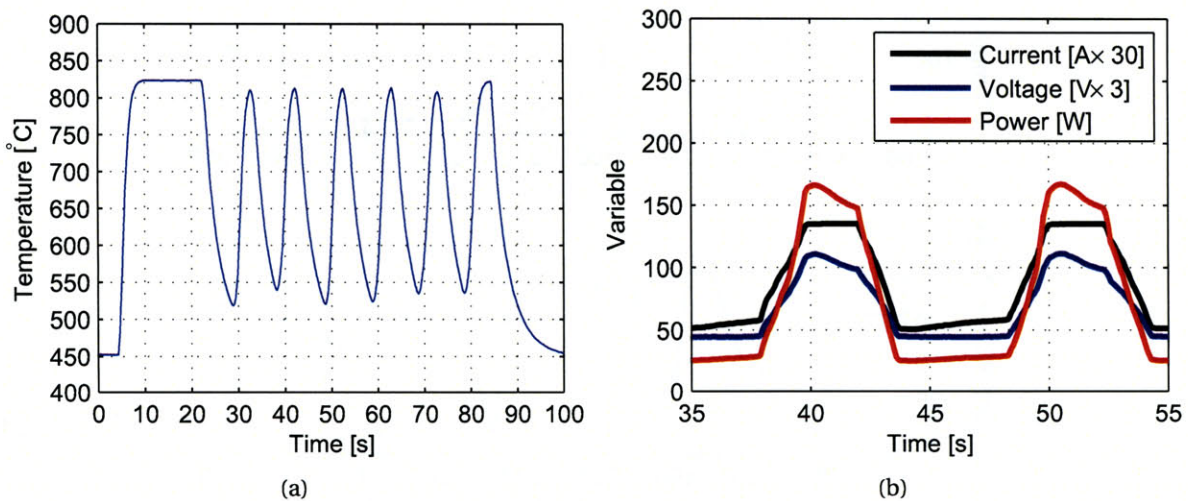 900
850
800
750
700
650
600
550
500
450
400
Temperature [°C]
0 10 20 30 40 50 60 70 80 90 100
Time [s]
(a)
300
250
200
150
100
50
0
Variable
Current [A× 30]
Voltage [V× 3]
Power [W]
35 40 45 50 55
Time [s]
(b)